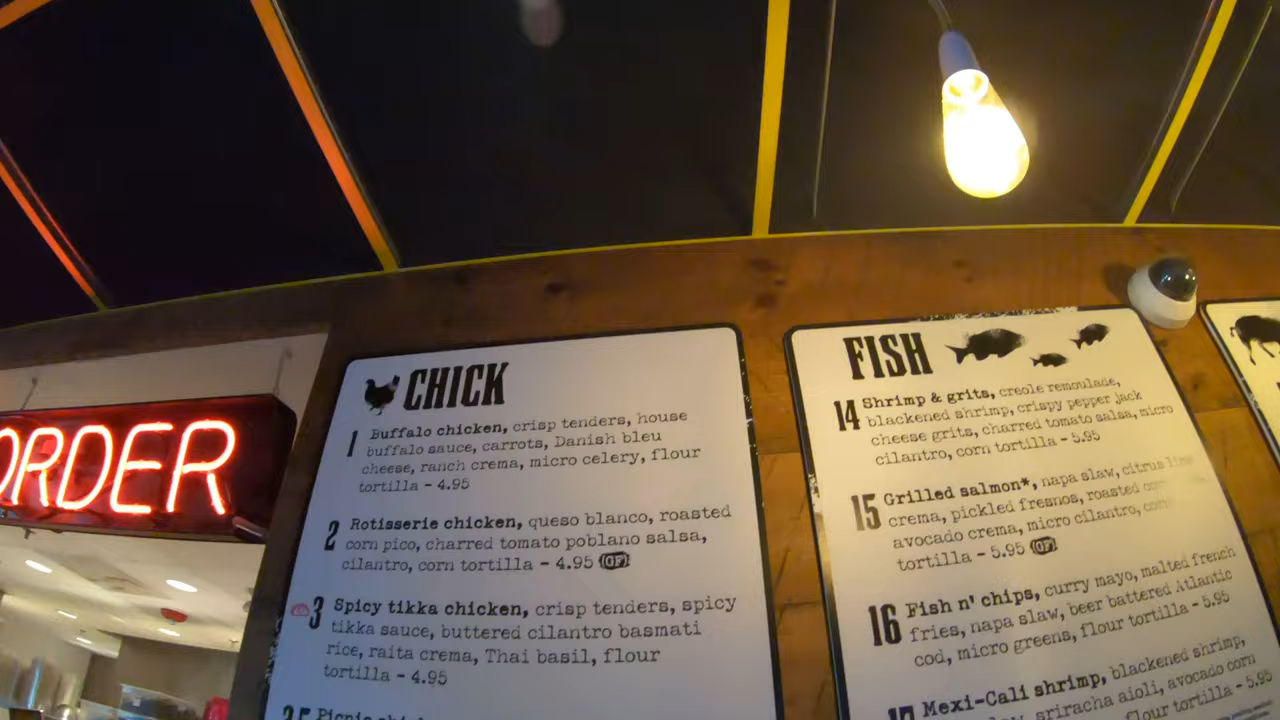 ORDER
CHICK
1 Buffalo chicken, crisp tenders, house
buffalo sauce, carrots, Danish bleu
cheese, ranch crema, micro celery, flour
tortilla - 4.95
2 Rotisserie chicken, queso blanco, roasted
corn pico, charred tomato poblano salsa,
cilantro, corn tortilla - 4.95 (GF)
3 Spicy tikka chicken, crisp tenders, spicy
tikka sauce, buttered cilantro basmati
rice, raita crema, Thai basil, flour
tortilla - 4.95
FISH
14 Shrimp & grits, creole remoulade,
blackened shrimp, crispy pepper jack
cheese grits, charred tomato salsa, micro
cilantro, corn tortilla - 5.95
15 Grilled salmon*, napa slaw, citrus lime
crema, pickled fresnos, roasted
avocado crema, micro cilantro, corn
tortilla - 5.95 (GF)
16 Fish n' chips, curry mayo, malted french
fries, napa slaw, beer battered Atlantic
cod, micro greens, flour tortilla - 5.95
17 Mexi-Cali shrimp, blackened shrimp,
sriracha aioli, avocado corn
flour tortilla - 5.95